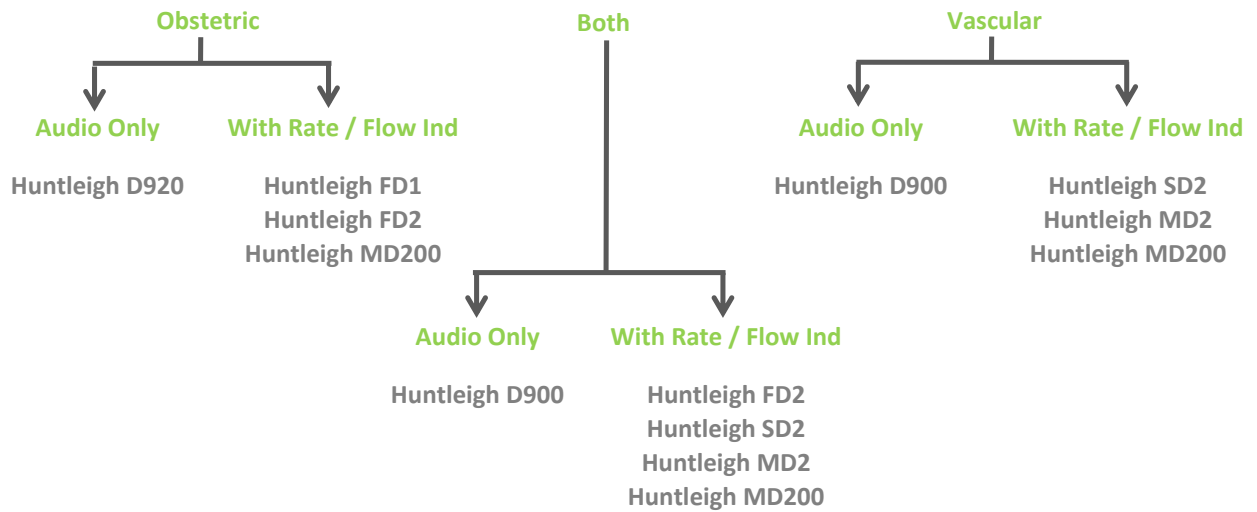 Obstetric
Both
Vascular
Audio Only
With Rate / Flow Ind
Audio Only
With Rate / Flow Ind
Huntleigh D920
Huntleigh FD1
Huntleigh FD2
Huntleigh MD200
Huntleigh D900
Huntleigh SD2
Huntleigh MD2
Huntleigh MD200
Audio Only
With Rate / Flow Ind
Huntleigh D900
Huntleigh FD2
Huntleigh SD2
Huntleigh MD2
Huntleigh MD200